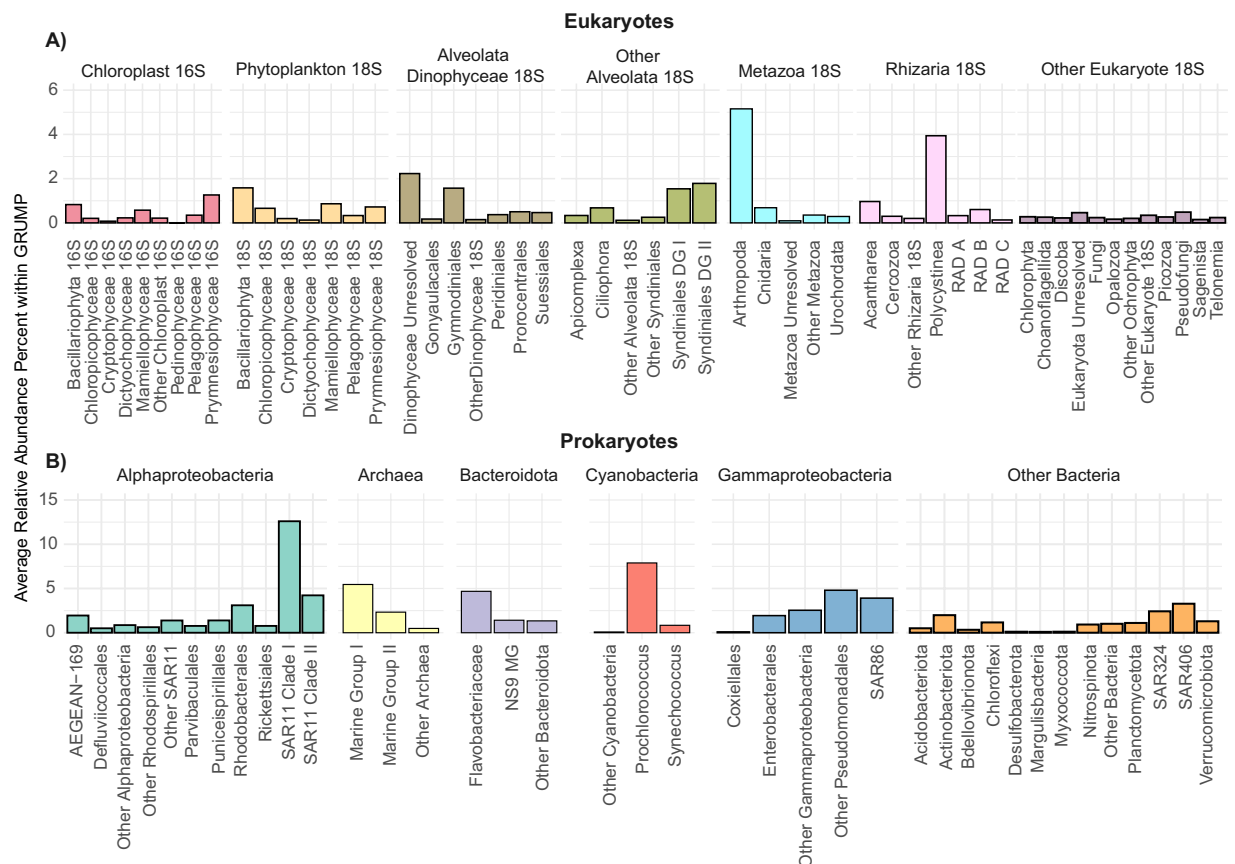 Eukaryotes
A)
Chloroplast 16S
Phytoplankton 18S
Alveolata
Dinophyceae 18S
Other
Alveolata 18S
Metazoa 18S
Rhizaria 18S
Other Eukaryote 18S
6
4
2
0
Bacillariophyta 16S
Chloropicophyceae 16S
Cryptophyceae 16S
Dictyochophyceae 16S
Mamiellophyceae 16S
Other Chloroplast 16S
Pedinophyceae 16S
Pelagophyceae 16S
Prymnesiophyceae 16S
Bacillariophyta 18S
Chloropicophyceae 18S
Cryptophyceae 18S
Dictyochophyceae 18S
Mamiellophyceae 18S
Pelagophyceae 18S
Prymnesiophyceae 18S
Dinophyceae Unresolved
Gonyaulacales
Gymnodiniales
OtherDinophyceae 18S
Peridiniales
Prorocentrales
Suessiales
Apicomplexa
Ciliophora
Other Alveolata 18S
Other Syndiniales
Syndiniales DG I
Syndiniales DG II
Arthropoda
Cnidaria
Metazoa Unresolved
Other Metazoa
Urochordata
Acantharea
Cercozoa
Other Rhizaria 18S
Polycystinea
RAD A
RAD B
RAD C
Chlorophyta
Choanoflagellida
Discoba
Eukaryota Unresolved
Fungi
Opalozoa
Other Ochrophyta
Other Eukaryote 18S
Picozoa
Pseudofungi
Sagenista
Telonemia
Average Relative Abundance Percent within GRUMP
Prokaryotes
B)
Alphaproteobacteria
Archaea
Bacteroidota
Cyanobacteria
Gammaproteobacteria
Other Bacteria
15
10
5
0
AEGEAN−169
Defluviicoccales
Other Alphaproteobacteria
Other Rhodospirillales
Other SAR11
Parvibaculales
Puniceispirillales
Rhodobacterales
Rickettsiales
SAR11 Clade I
SAR11 Clade II
Marine Group I
Marine Group II
Other Archaea
Flavobacteriaceae
NS9 MG
Other Bacteroidota
Other Cyanobacteria
Prochlorococcus
Synechococcus
Coxiellales
Enterobacterales
Other Gammaproteobacteria
Other Pseudomonadales
SAR86
Acidobacteriota
Actinobacteriota
Bdellovibrionota
Chloroflexi
Desulfobacterota
Margulisbacteria
Myxococcota
Nitrospinota
Other Bacteria
Planctomycetota
SAR324
SAR406
Verrucomicrobiota